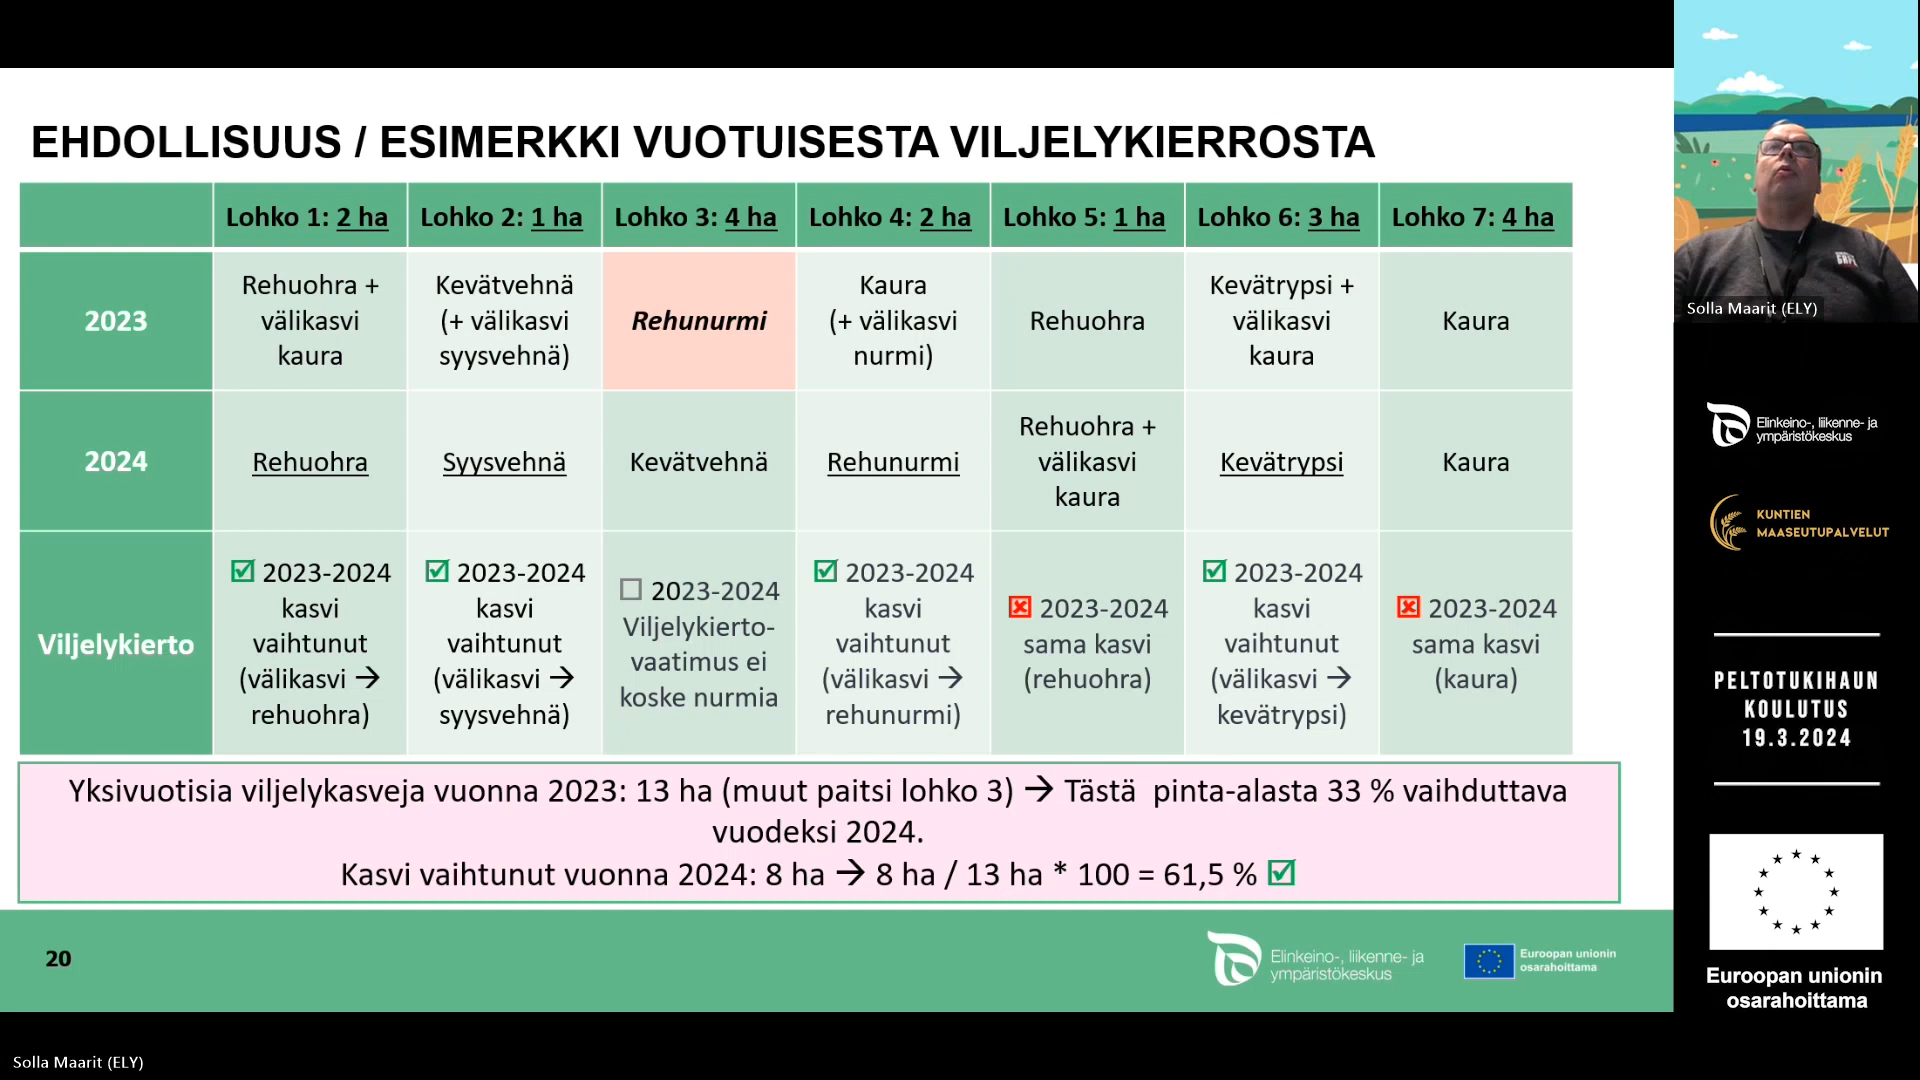 EHDOLLISUUS / ESIMERKKI VUOTUISESTA VILJELYKIERROSTA
Lohko 1: 2 ha
Lohko 2: 1 ha
Lohko 3: 4 ha
Lohko 4: 2 ha
Lohko 5: 1 ha
Lohko 6: 3 ha
Lohko 7: 4 ha
2023
Rehuohra +
välikasvi
kaura
Kevätvehnä
(+ välikasvi
syysvehnä)
Rehunurmi
Kaura
(+ välikasvi
nurmi)
Rehuohra
Kevätrypsi +
välikasvi
kaura
Kaura
2024
Rehuohra
Syysvehnä
Kevätvehnä
Rehunurmi
Rehuohra +
välikasvi
kaura
Kevätrypsi
Kaura
Viljelykierto
☑ 2023-2024
kasvi
vaihtunut
(välikasvi →
rehuohra)
☑ 2023-2024
kasvi
vaihtunut
(välikasvi →
syysvehnä)
☐ 2023-2024
Viljelykierto-
vaatimus ei
koske nurmia
☑ 2023-2024
kasvi
vaihtunut
(välikasvi →
rehunurmi)
☒ 2023-2024
sama kasvi
(rehuohra)
☑ 2023-2024
kasvi
vaihtunut
(välikasvi →
kevätrypsi)
☒ 2023-2024
sama kasvi
(kaura)
Yksivuotisia viljelykasveja vuonna 2023: 13 ha (muut paitsi lohko 3) → Tästä pinta-alasta 33 % vaihduttava
vuodeksi 2024.
Kasvi vaihtunut vuonna 2024: 8 ha → 8 ha / 13 ha * 100 = 61,5 % ☑
20
Elinkeino-, liikenne- ja
ympäristökeskus
Euroopan unionin
osarahoittama
Solla Maarit (ELY)
Solla Maarit (ELY)
Elinkeino-, liikenne- ja
ympäristökeskus
KUNTIEN
MAASEUTUPALVELUT
PELTOTUKIHAUN
KOULUTUS
19.3.2024
Euroopan unionin
osarahoittama